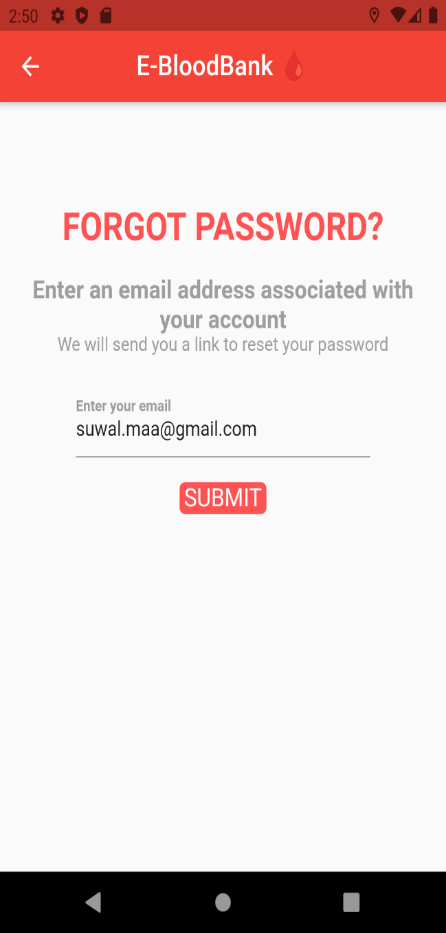 2:50
E-BloodBank
FORGOT PASSWORD?
Enter an email address associated with
your account
We will send you a link to reset your password
Enter your email
suwal.maa@gmail.com
SUBMIT